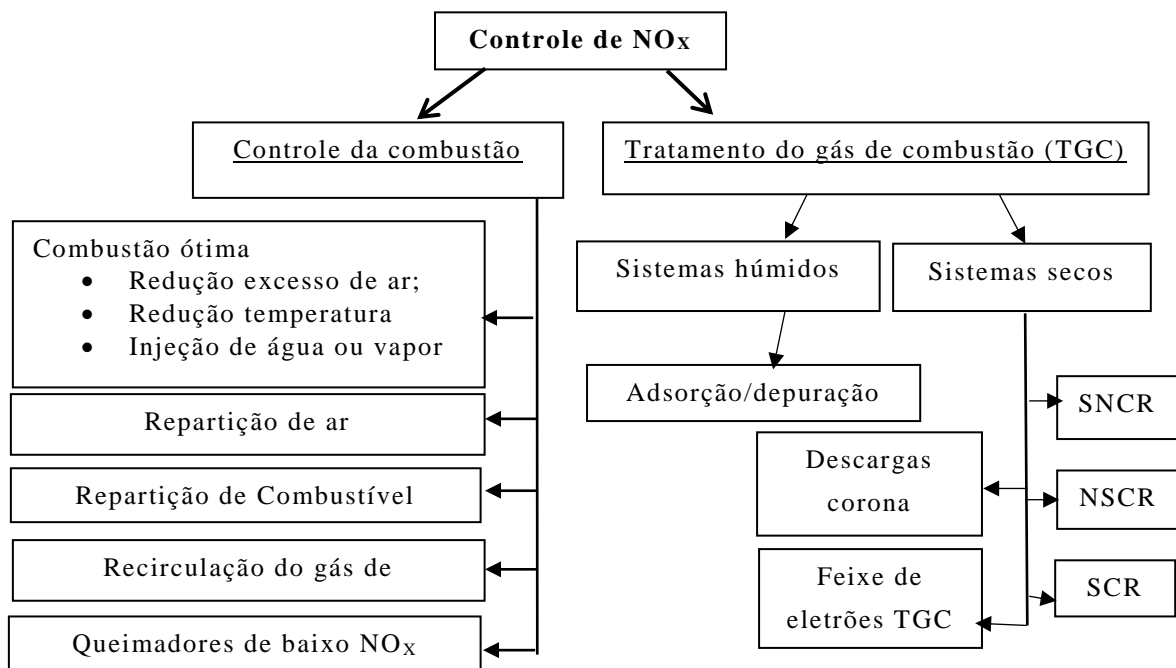 Controle de NOx
Controle da combustão
Tratamento do gás de combustão (TGC)
Combustão ótima
• Redução excesso de ar;
• Redução temperatura
• Injeção de água ou vapor
Repartição de ar
Repartição de Combustível
Recirculação do gás de
Queimadores de baixo NOx
Sistemas húmidos
Sistemas secos
Adsorção/depuração
Descargas
corona
Feixe de
eletrões TGC
SNCR
NSCR
SCR